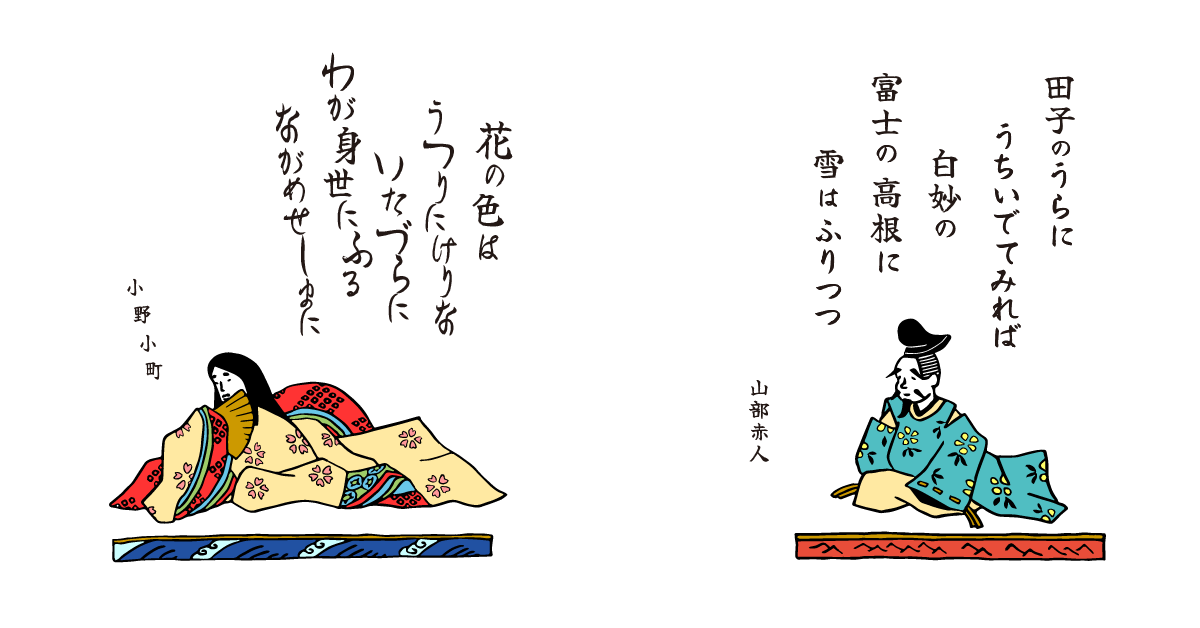 田子のうらに
うちいでてみれば
白妙の
富士の高根に
雪はふりつつ
山部赤人
花の色は
うつりにけりな
いたづらに
わが身世にふる
ながめせしまに
小野小町